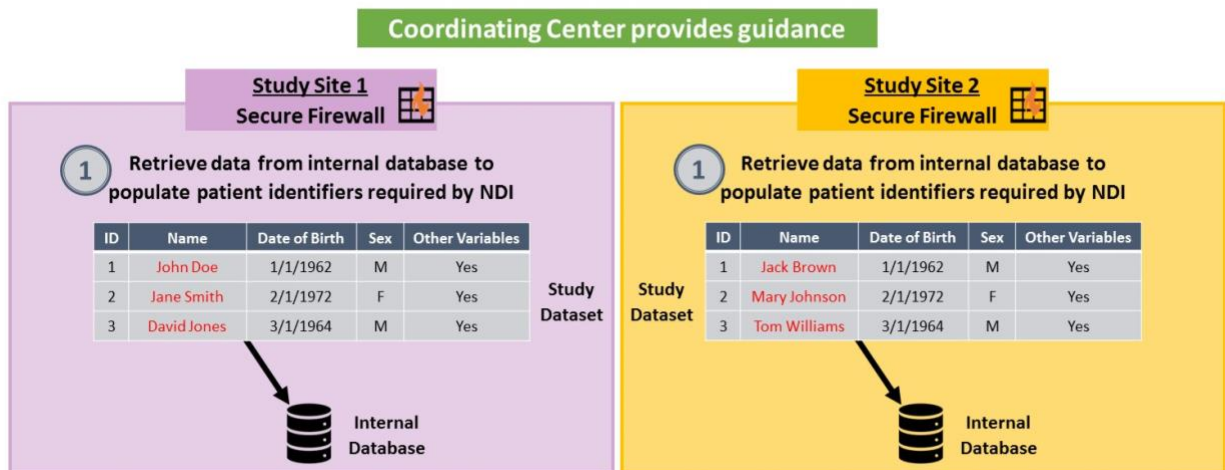 Coordinating Center provides guidance
Study Site 1
Secure Firewall
1
Retrieve data from internal database to
populate patient identifiers required by NDI
ID Name Date of Birth Sex Other Variables
1 John Doe 1/1/1962 M Yes
2 Jane Smith 2/1/1972 F Yes
3 David Jones 3/1/1964 M Yes
Study
Dataset
Internal
Database
Study Site 2
Secure Firewall
1
Retrieve data from internal database to
populate patient identifiers required by NDI
Study
Dataset
ID Name Date of Birth Sex Other Variables
1 Jack Brown 1/1/1962 M Yes
2 Mary Johnson 2/1/1972 F Yes
3 Tom Williams 3/1/1964 M Yes
Internal
Database